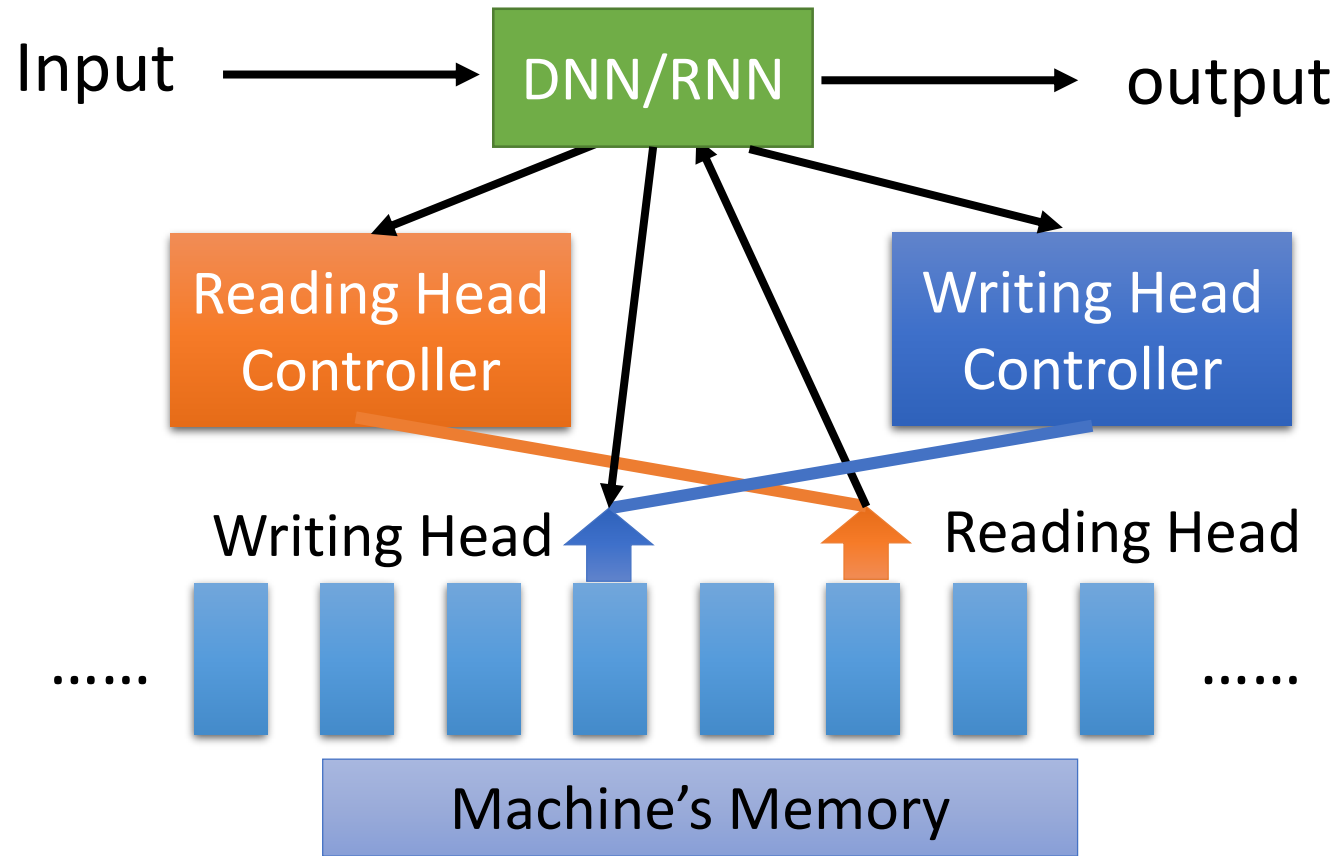 Input
DNN/RNN
output
Reading Head
Controller
Writing Head
Controller
Writing Head
Reading Head
……
……
Machine’s Memory